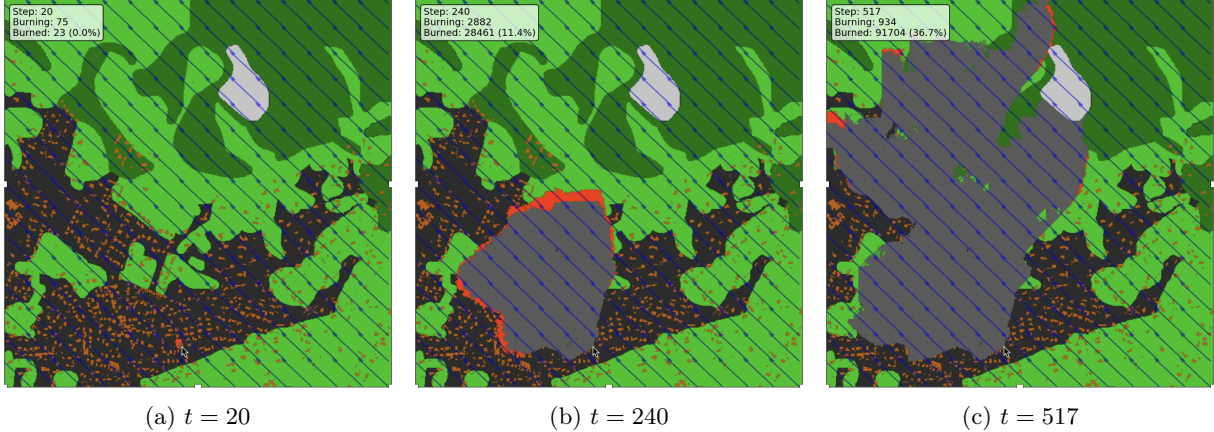 Step: 20
Burning: 75
Burned: 23 (0.0%)
Step: 240
Burning: 2882
Burned: 28461 (11.4%)
Step: 517
Burning: 934
Burned: 91704 (36.7%)
(a) t = 20
(b) t = 240
(c) t = 517